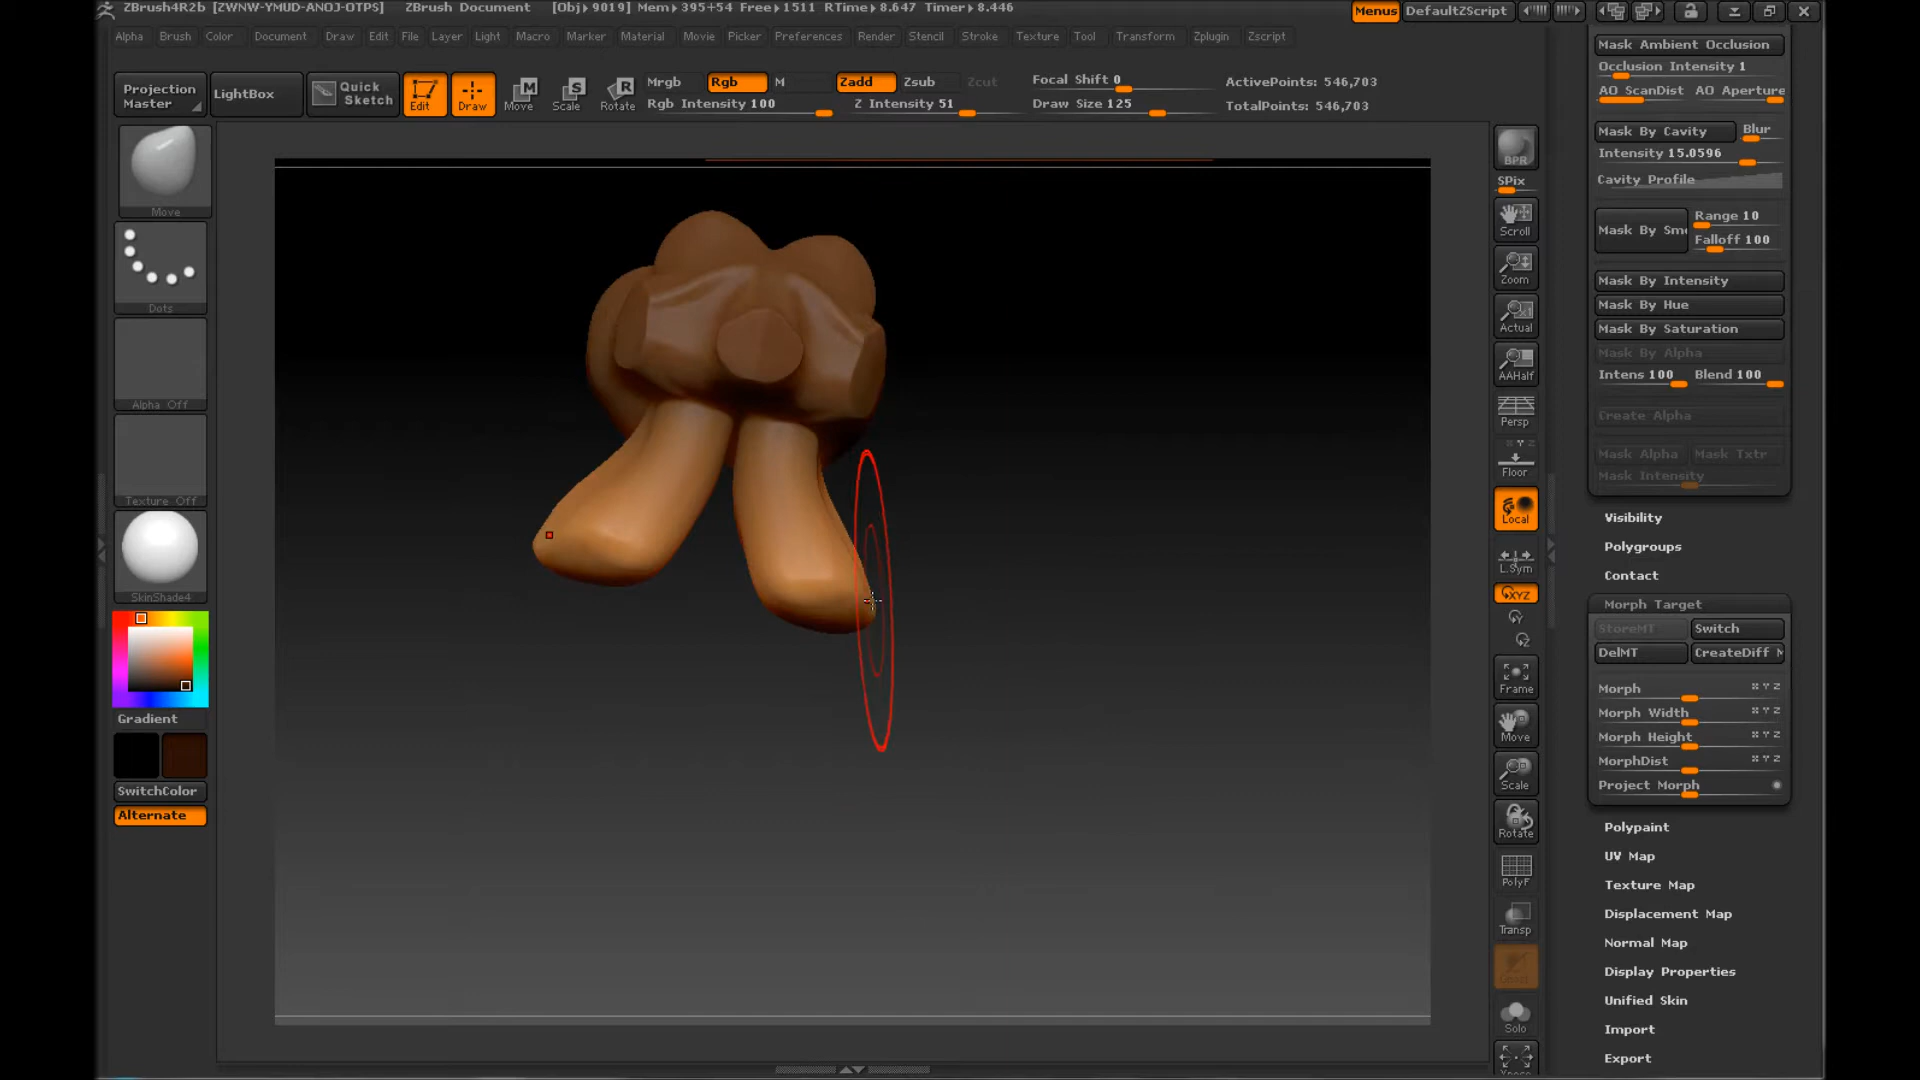 ZBrush4R2b [ZWNW-YMUD-ANOJ-OTPS] ZBrush Document [Obj▸ 9019] Mem▸395+54 Free▸1511 RTime▸8.647 Timer▸8.446
Menus DefaultZScript
Alpha Brush Color Document Draw Edit File Layer Light Macro Marker Material Movie Picker Preferences Render Stencil Stroke Texture Tool Transform Zplugin Zscript
Projection Master
LightBox
Quick Sketch
Edit Draw Move Scale Rotate
Mrgb Rgb M Zadd Zsub Zcut
Rgb Intensity 100 Z Intensity 51
Focal Shift 0
Draw Size 125
ActivePoints: 546,703
TotalPoints: 546,703
Move
Dots
Alpha Off
Texture Off
SkinShade4
Gradient
SwitchColor
Alternate
BPR
SPix
Scroll
Zoom
Actual
AAHalf
Persp
X Y Z
Floor
Local
L.Sym
XYZ
Y
Z
Frame
Move
Scale
Rotate
PolyF
Transp
Solo
Mask Ambient Occlusion
Occlusion Intensity 1
AO ScanDist AO Aperture
Mask By Cavity Blur
Intensity 15.0596
Cavity Profile
Mask By Smo Range 10
Falloff 100
Mask By Intensity
Mask By Hue
Mask By Saturation
Mask By Alpha
Intens 100 Blend 100
Create Alpha
Mask Alpha Mask Txtr
Mask Intensity
Visibility
Polygroups
Contact
Morph Target
StoreMT Switch
DelMT CreateDiff M
Morph X Y Z
Morph Width X Y Z
Morph Height X Y Z
MorphDist X Y Z
Project Morph
Polypaint
UV Map
Texture Map
Displacement Map
Normal Map
Display Properties
Unified Skin
Import
Export